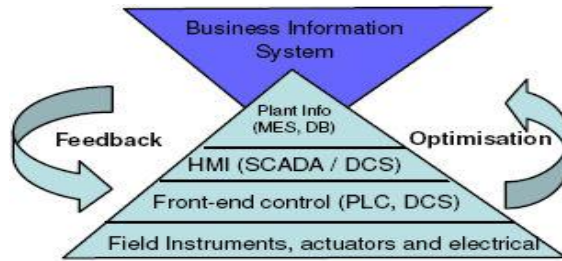 Business Information
System
Plant Info
(MES, DB)
Feedback
Optimisation
HMI (SCADA / DCS)
Front-end control (PLC, DCS)
Field Instruments, actuators and electrical